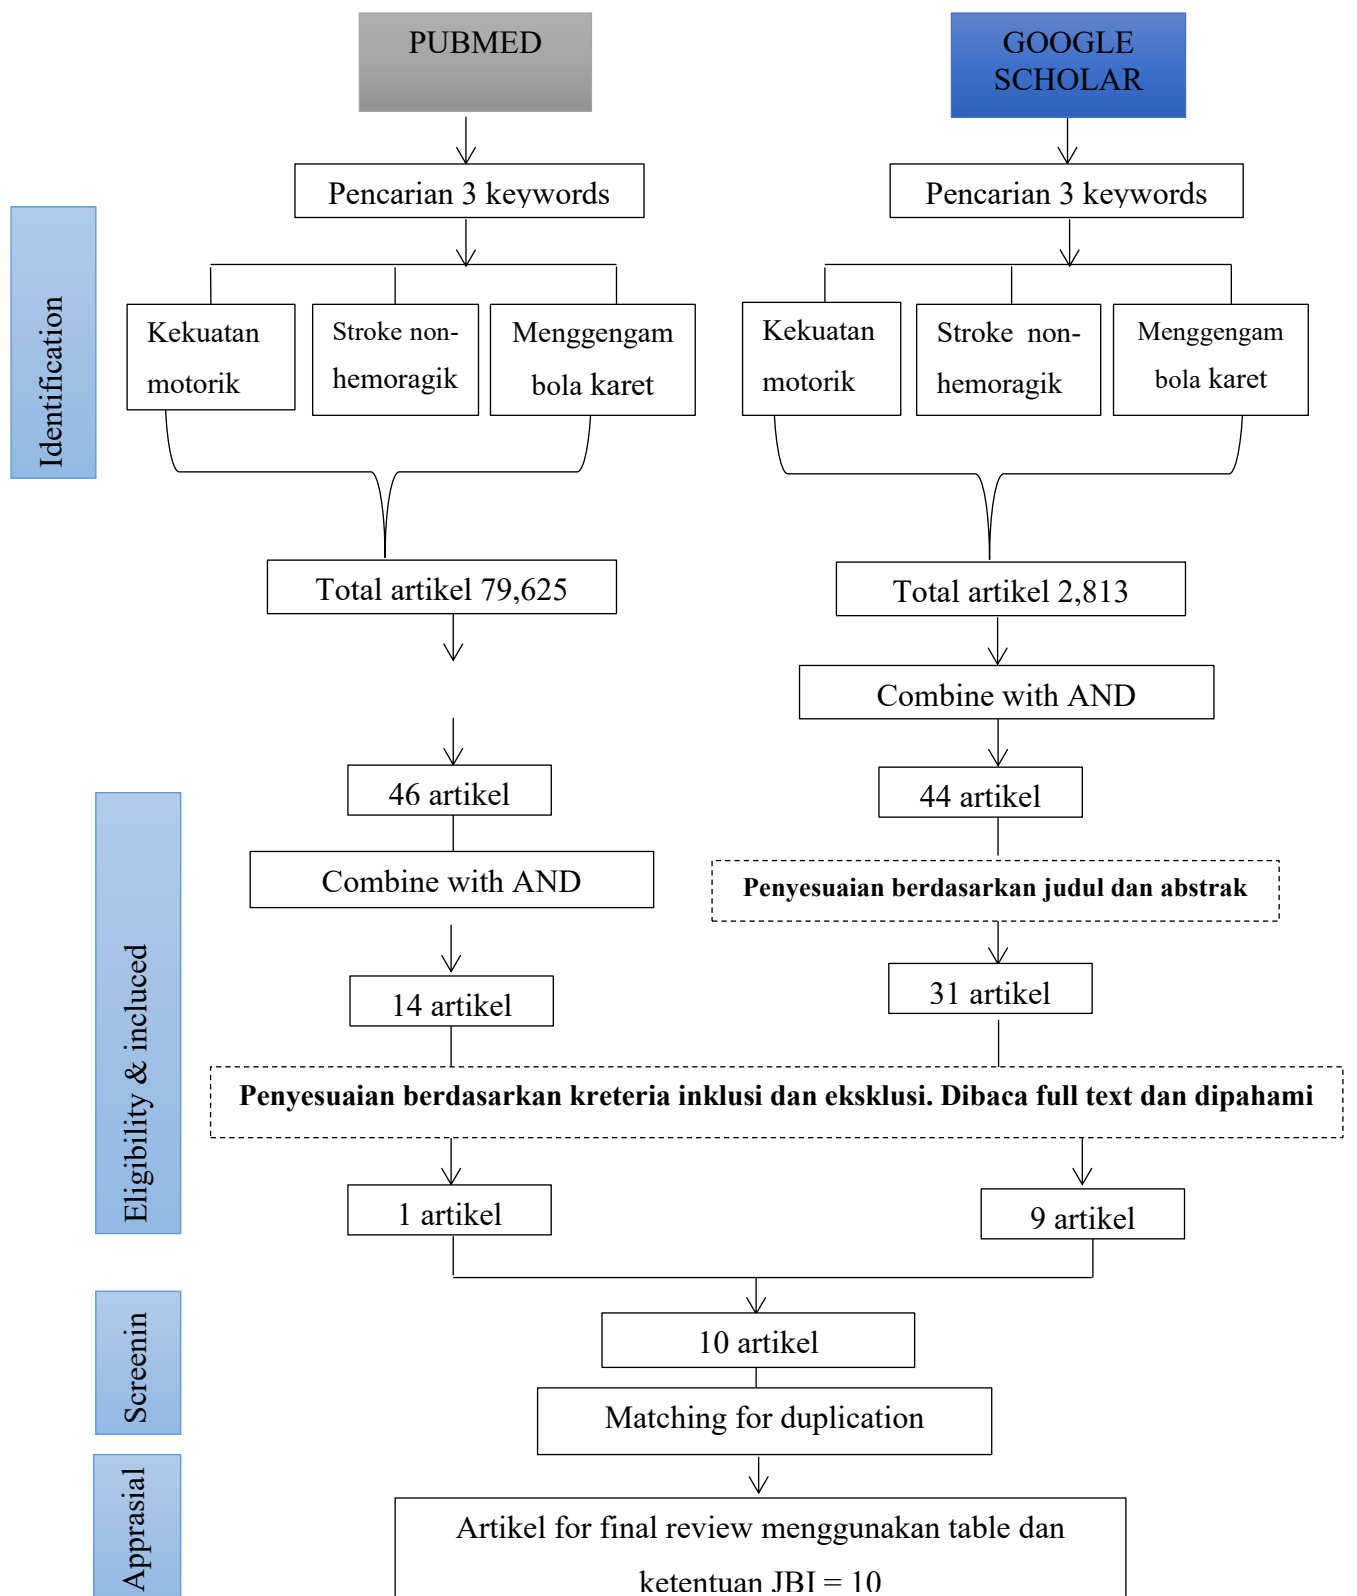 PUBMED
GOOGLE
SCHOLAR
Pencarian 3 keywords
Pencarian 3 keywords
Identification
Kekuatan
motorik
Stroke non-
hemoragik
Menggengam
bola karet
Kekuatan
motorik
Stroke non-
hemoragik
Menggengam
bola karet
Total artikel 79,625
Total artikel 2,813
Combine with AND
46 artikel
44 artikel
Combine with AND
Penyesuaian berdasarkan judul dan abstrak
14 artikel
31 artikel
Eligibility & incluced
Penyesuaian berdasarkan kreteria inklusi dan eksklusi. Dibaca full text dan dipahami
1 artikel
9 artikel
Screenin
10 artikel
Matching for duplication
Apprasial
Artikel for final review menggunakan table dan
ketentuan JBI = 10